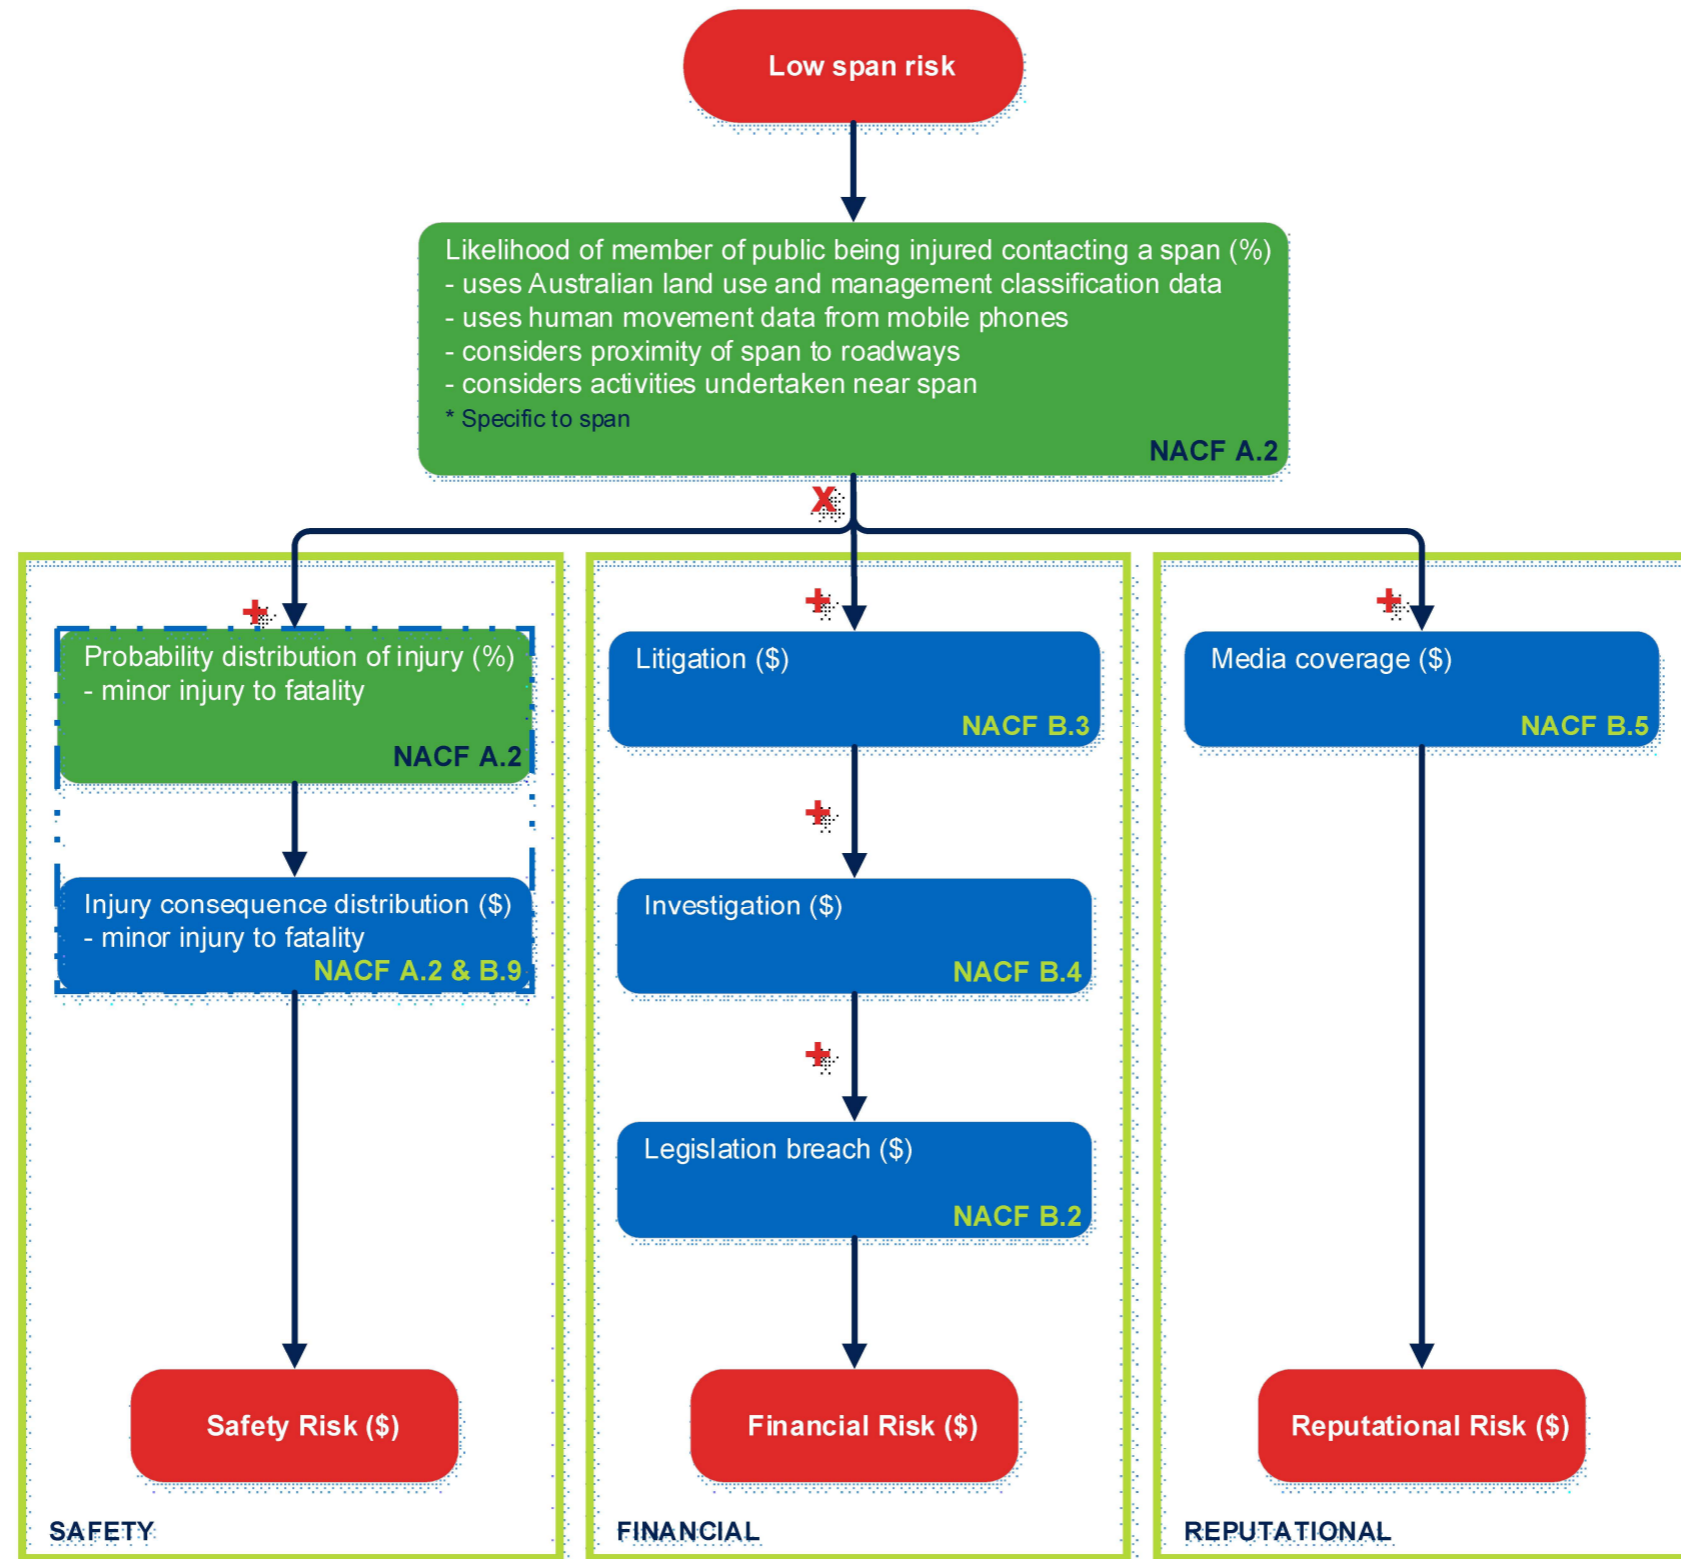 Low span risk
Likelihood of member of public being injured contacting a span (%)
- uses Australian land use and management classification data
- uses human movement data from mobile phones
- considers proximity of span to roadways
- considers activities undertaken near span
* Specific to span
NACF A.2
X
+
Probability distribution of injury (%)
- minor injury to fatality
NACF A.2
Injury consequence distribution ($)
- minor injury to fatality
NACF A.2 & B.9
Safety Risk ($)
SAFETY
+
Litigation ($)
NACF B.3
+
Investigation ($)
NACF B.4
+
Legislation breach ($)
NACF B.2
Financial Risk ($)
FINANCIAL
+
Media coverage ($)
NACF B.5
Reputational Risk ($)
REPUTATIONAL